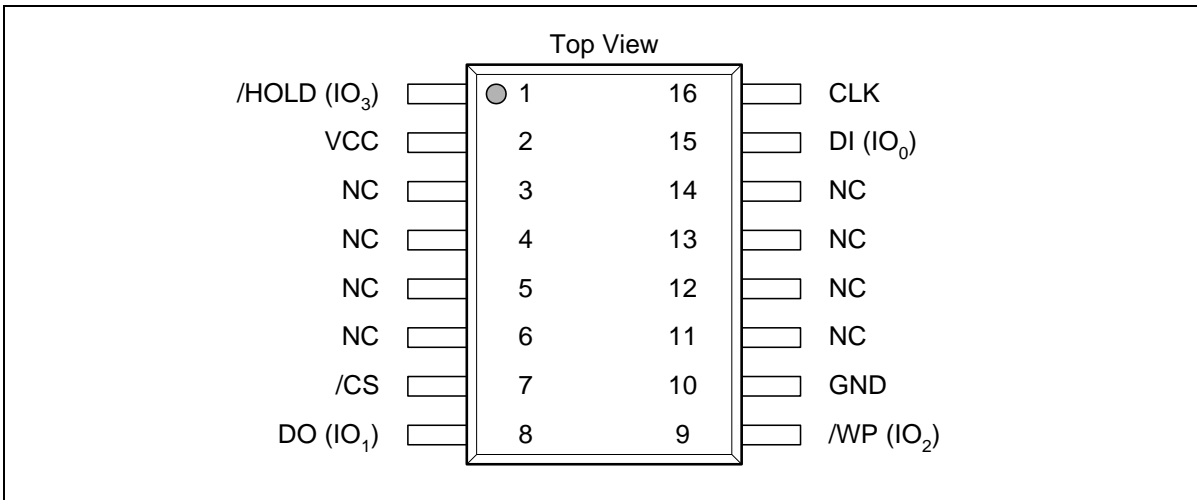 Top View
/HOLD (IO3) 1 16 CLK
VCC 2 15 DI (IO0)
NC 3 14 NC
NC 4 13 NC
NC 5 12 NC
NC 6 11 NC
/CS 7 10 GND
DO (IO1) 8 9 /WP (IO2)